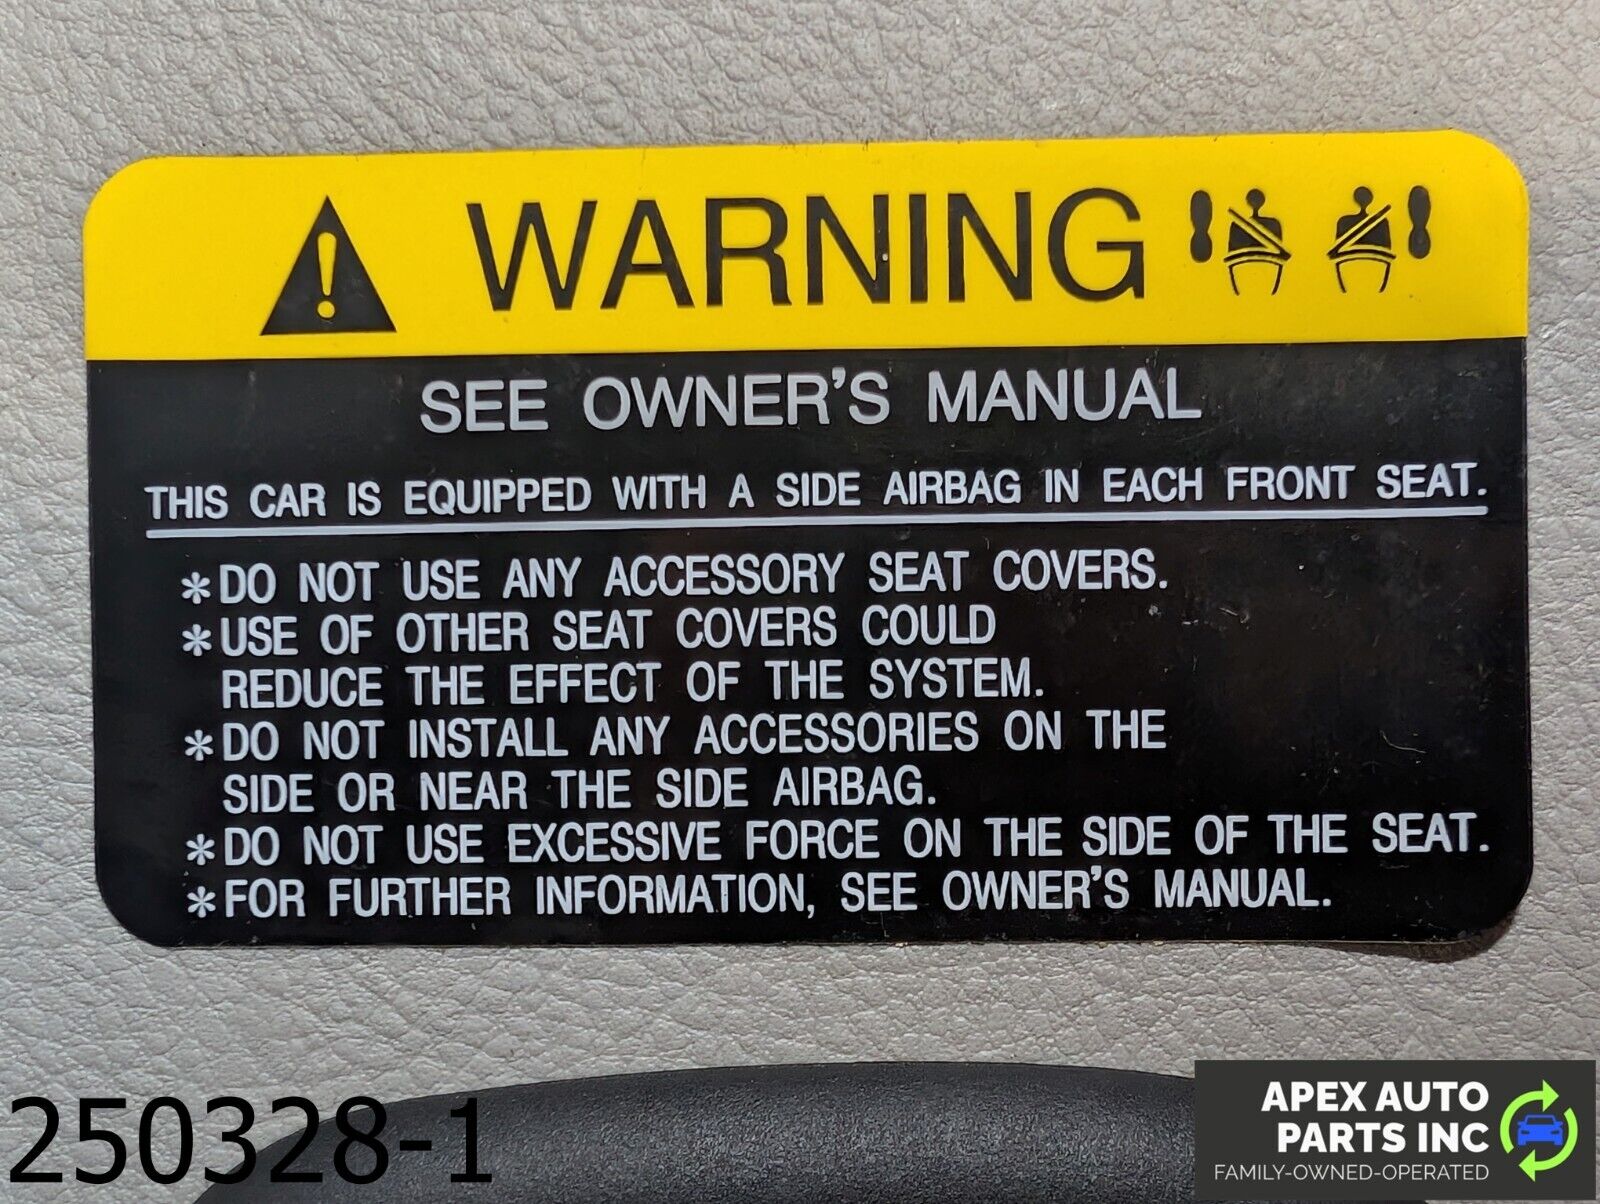 WARNING
SEE OWNER'S MANUAL
THIS CAR IS EQUIPPED WITH A SIDE AIRBAG IN EACH FRONT SEAT.
*DO NOT USE ANY ACCESSORY SEAT COVERS.
*USE OF OTHER SEAT COVERS COULD
REDUCE THE EFFECT OF THE SYSTEM.
*DO NOT INSTALL ANY ACCESSORIES ON THE
SIDE OR NEAR THE SIDE AIRBAG.
*DO NOT USE EXCESSIVE FORCE ON THE SIDE OF THE SEAT.
*FOR FURTHER INFORMATION, SEE OWNER'S MANUAL.
250328-1
APEX AUTO
PARTS INC
FAMILY-OWNED-OPERATED